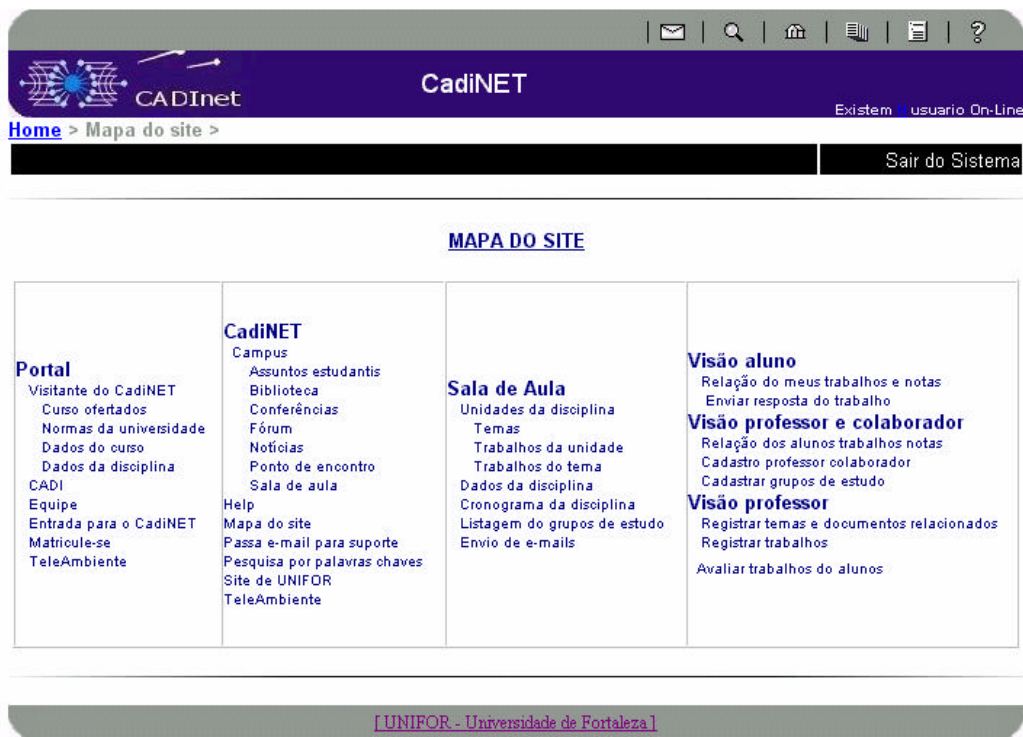 CADInet
CadiNET
Existem usuario On-Line
Home > Mapa do site >
Sair do Sistema
MAPA DO SITE
Portal
Visitante do CadiNET
Curso ofertados
Normas da universidade
Dados do curso
Dados da disciplina
CADI
Equipe
Entrada para o CadiNET
Matricule-se
TeleAmbiente
CadiNET
Campus
Assuntos estudantis
Biblioteca
Conferências
Fórum
Notícias
Ponto de encontro
Sala de aula
Help
Mapa do site
Passa e-mail para suporte
Pesquisa por palavras chaves
Site de UNIFOR
TeleAmbiente
Sala de Aula
Unidades da disciplina
Temas
Trabalhos da unidade
Trabalhos do tema
Dados da disciplina
Cronograma da disciplina
Listagem do grupos de estudo
Envio de e-mails
Visão aluno
Relação do meus trabalhos e notas
Enviar resposta do trabalho
Visão professor e colaborador
Relação dos alunos trabalhos notas
Cadastro professor colaborador
Cadastrar grupos de estudo
Visão professor
Registrar temas e documentos relacionados
Registrar trabalhos
Avaliar trabalhos do alunos
[ UNIFOR - Universidade de Fortaleza ]